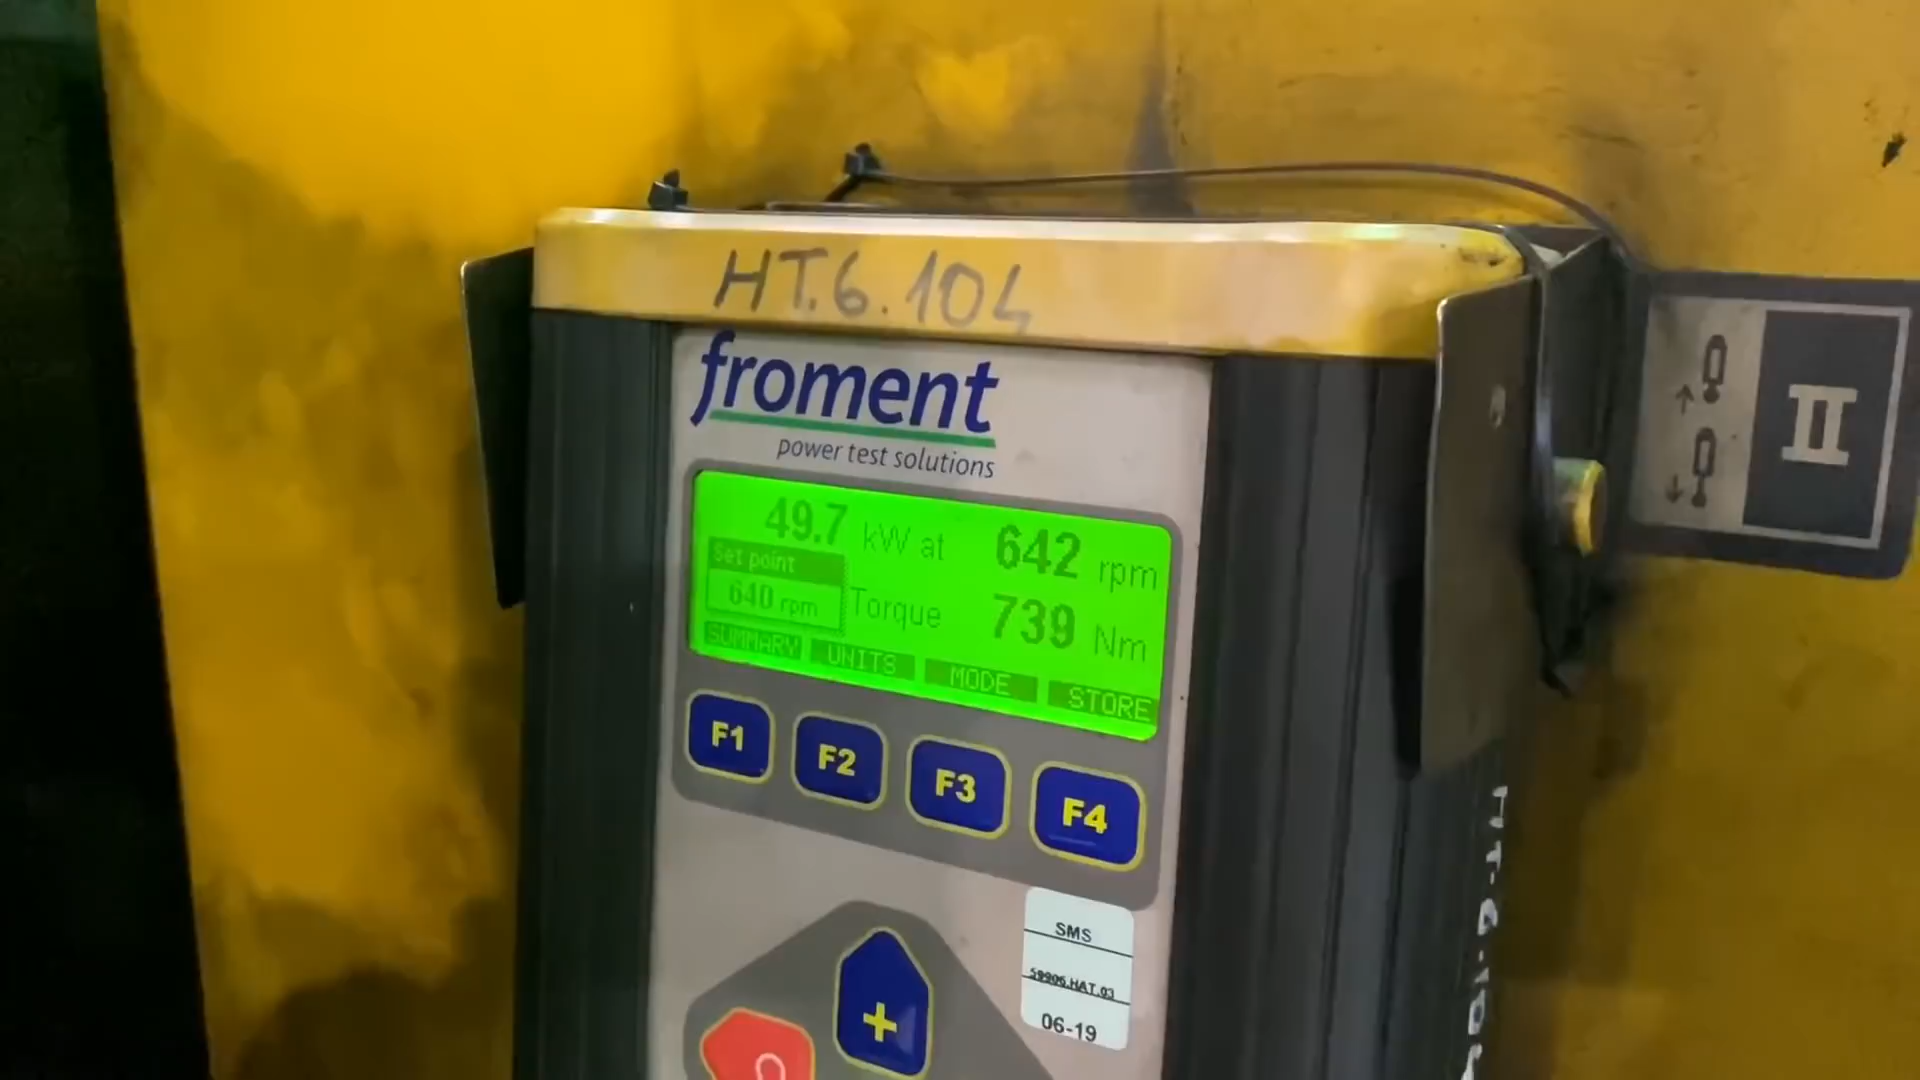 HT.6.104
froment
power test solutions
49.7 kW at 642 rpm
Set point
640 rpm
Torque 739 Nm
SUMMARY UNITS MODE STORE
F1 F2 F3 F4
+
SMS
59906.HAT.03
06-19
II